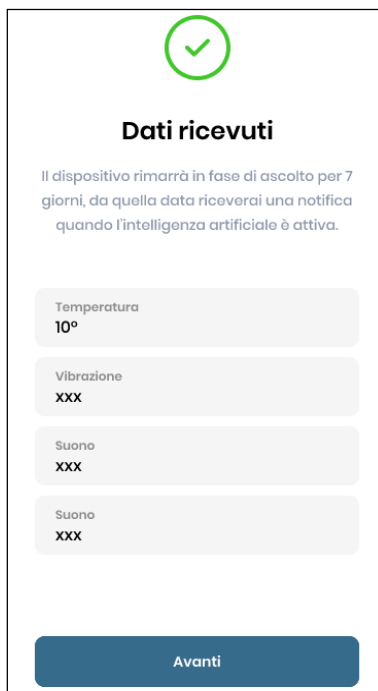 Dati ricevuti
Il dispositivo rimarrà in fase di ascolto per 7
giorni, da quella data riceverai una notifica
quando l'intelligenza artificiale è attiva.
Temperatura
10°
Vibrazione
xxx
Suono
xxx
Suono
xxx
Avanti